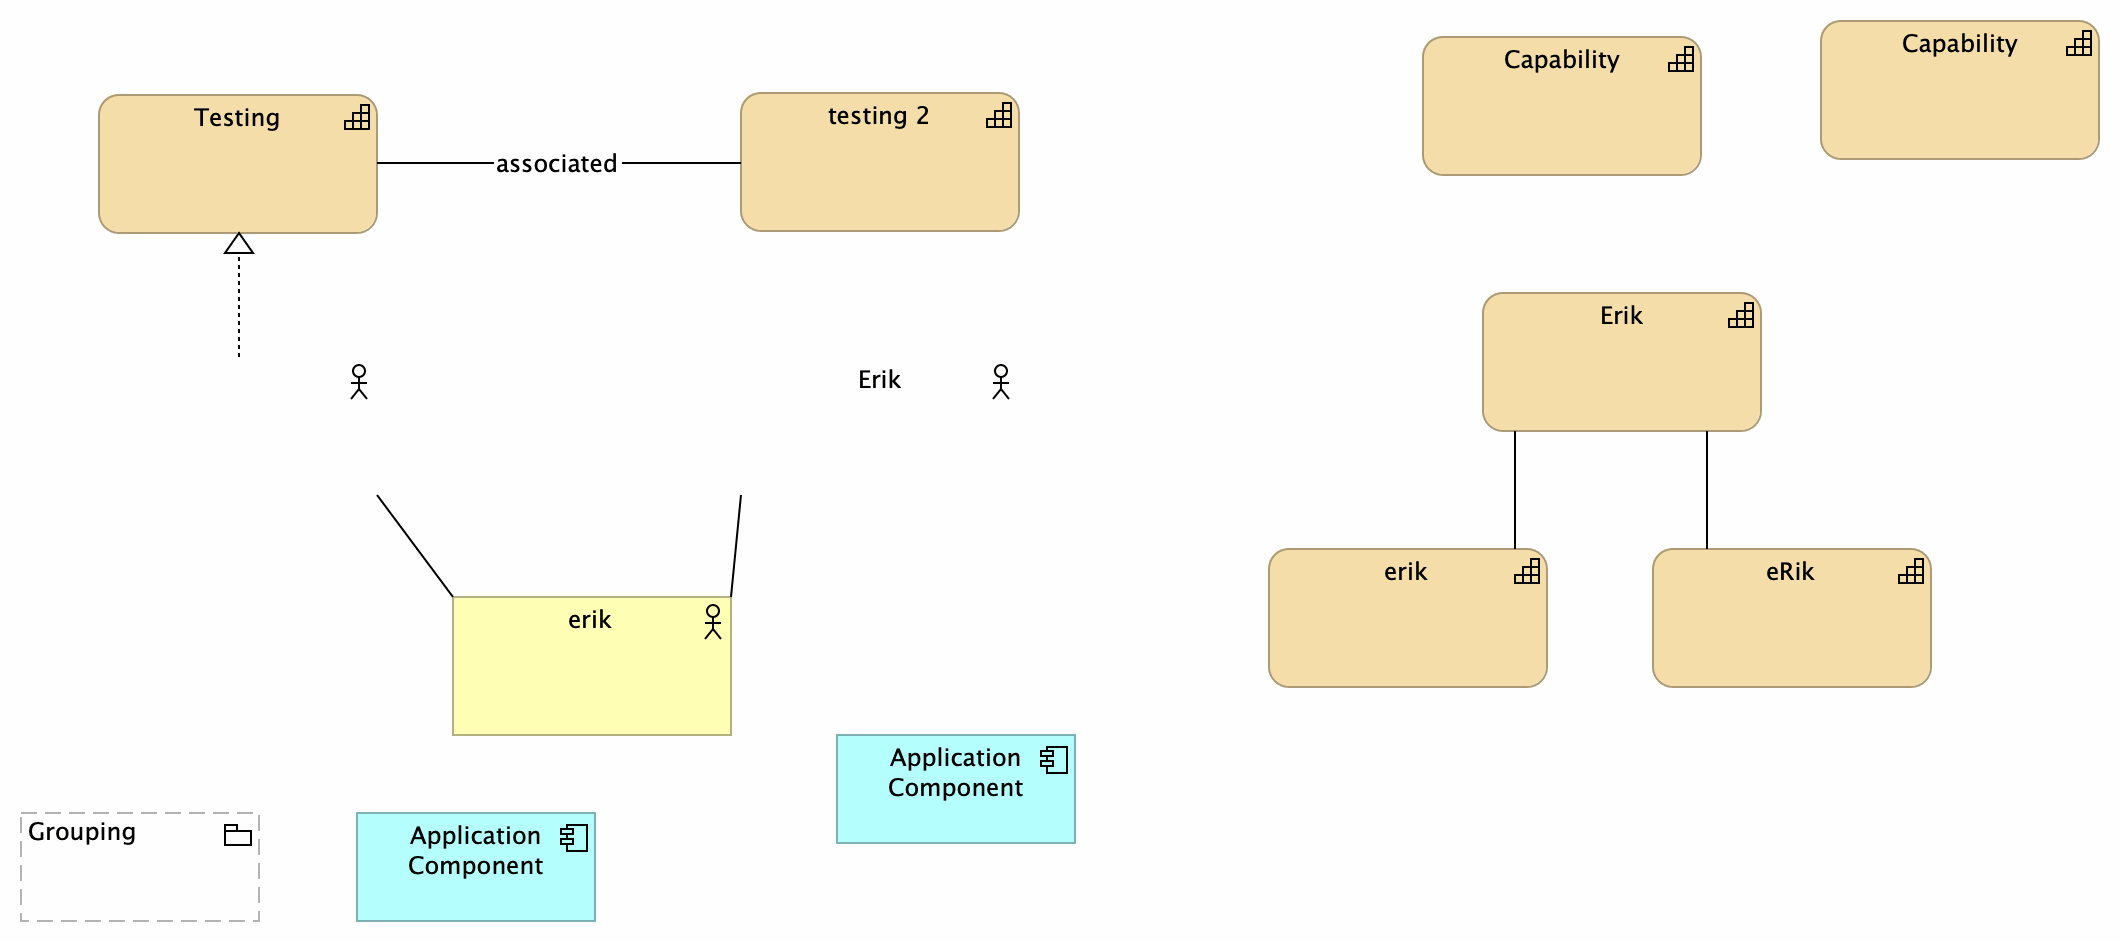 Testing
associated
testing 2
Capability
Capability
Erik
Erik
erik
erik
eRik
Application
Component
Grouping
Application
Component